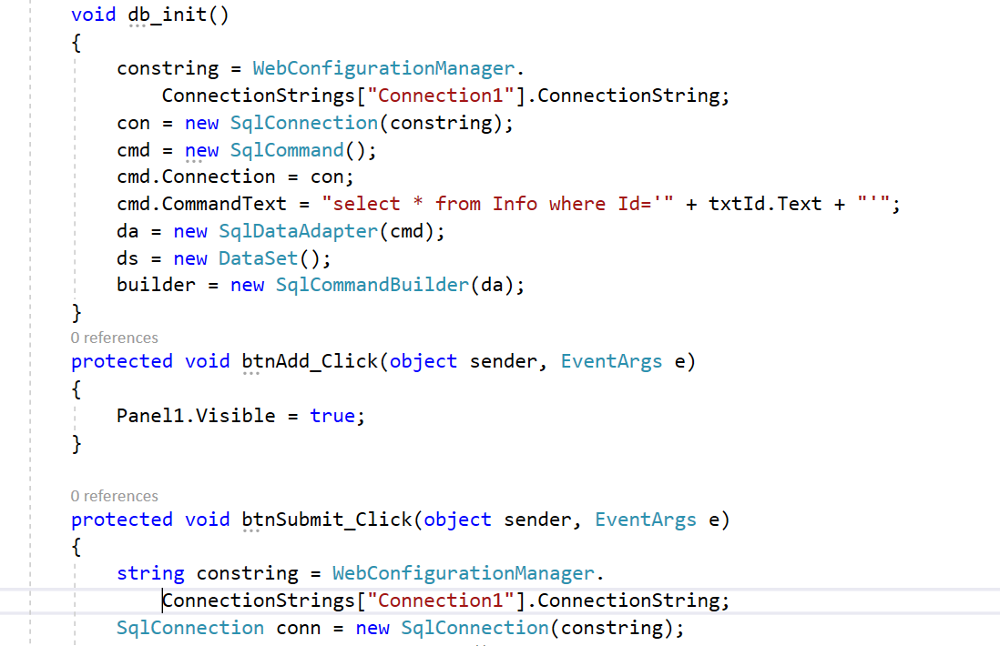 void db_init()
{
constring = WebConfigurationManager.
ConnectionStrings["Connection1"].ConnectionString;
con = new SqlConnection(constring);
cmd = new SqlCommand();
cmd.Connection = con;
cmd.CommandText = "select * from Info where Id='" + txtId.Text + "'";
da = new SqlDataAdapter(cmd);
ds = new DataSet();
builder = new SqlCommandBuilder(da);
}
0 references
protected void btnAdd_Click(object sender, EventArgs e)
{
Panel1.Visible = true;
}
0 references
protected void btnSubmit_Click(object sender, EventArgs e)
{
string constring = WebConfigurationManager.
ConnectionStrings["Connection1"].ConnectionString;
SqlConnection conn = new SqlConnection(constring);